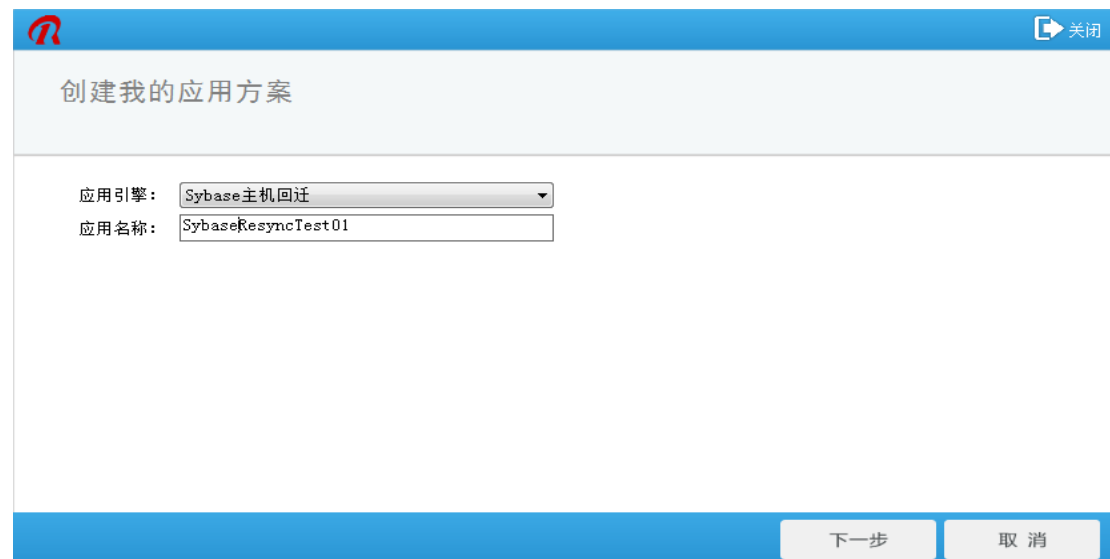 关闭
创建我的应用方案
应用引擎： Sybase主机回迁
应用名称： SybaseResyncTest01
下一步 取 消